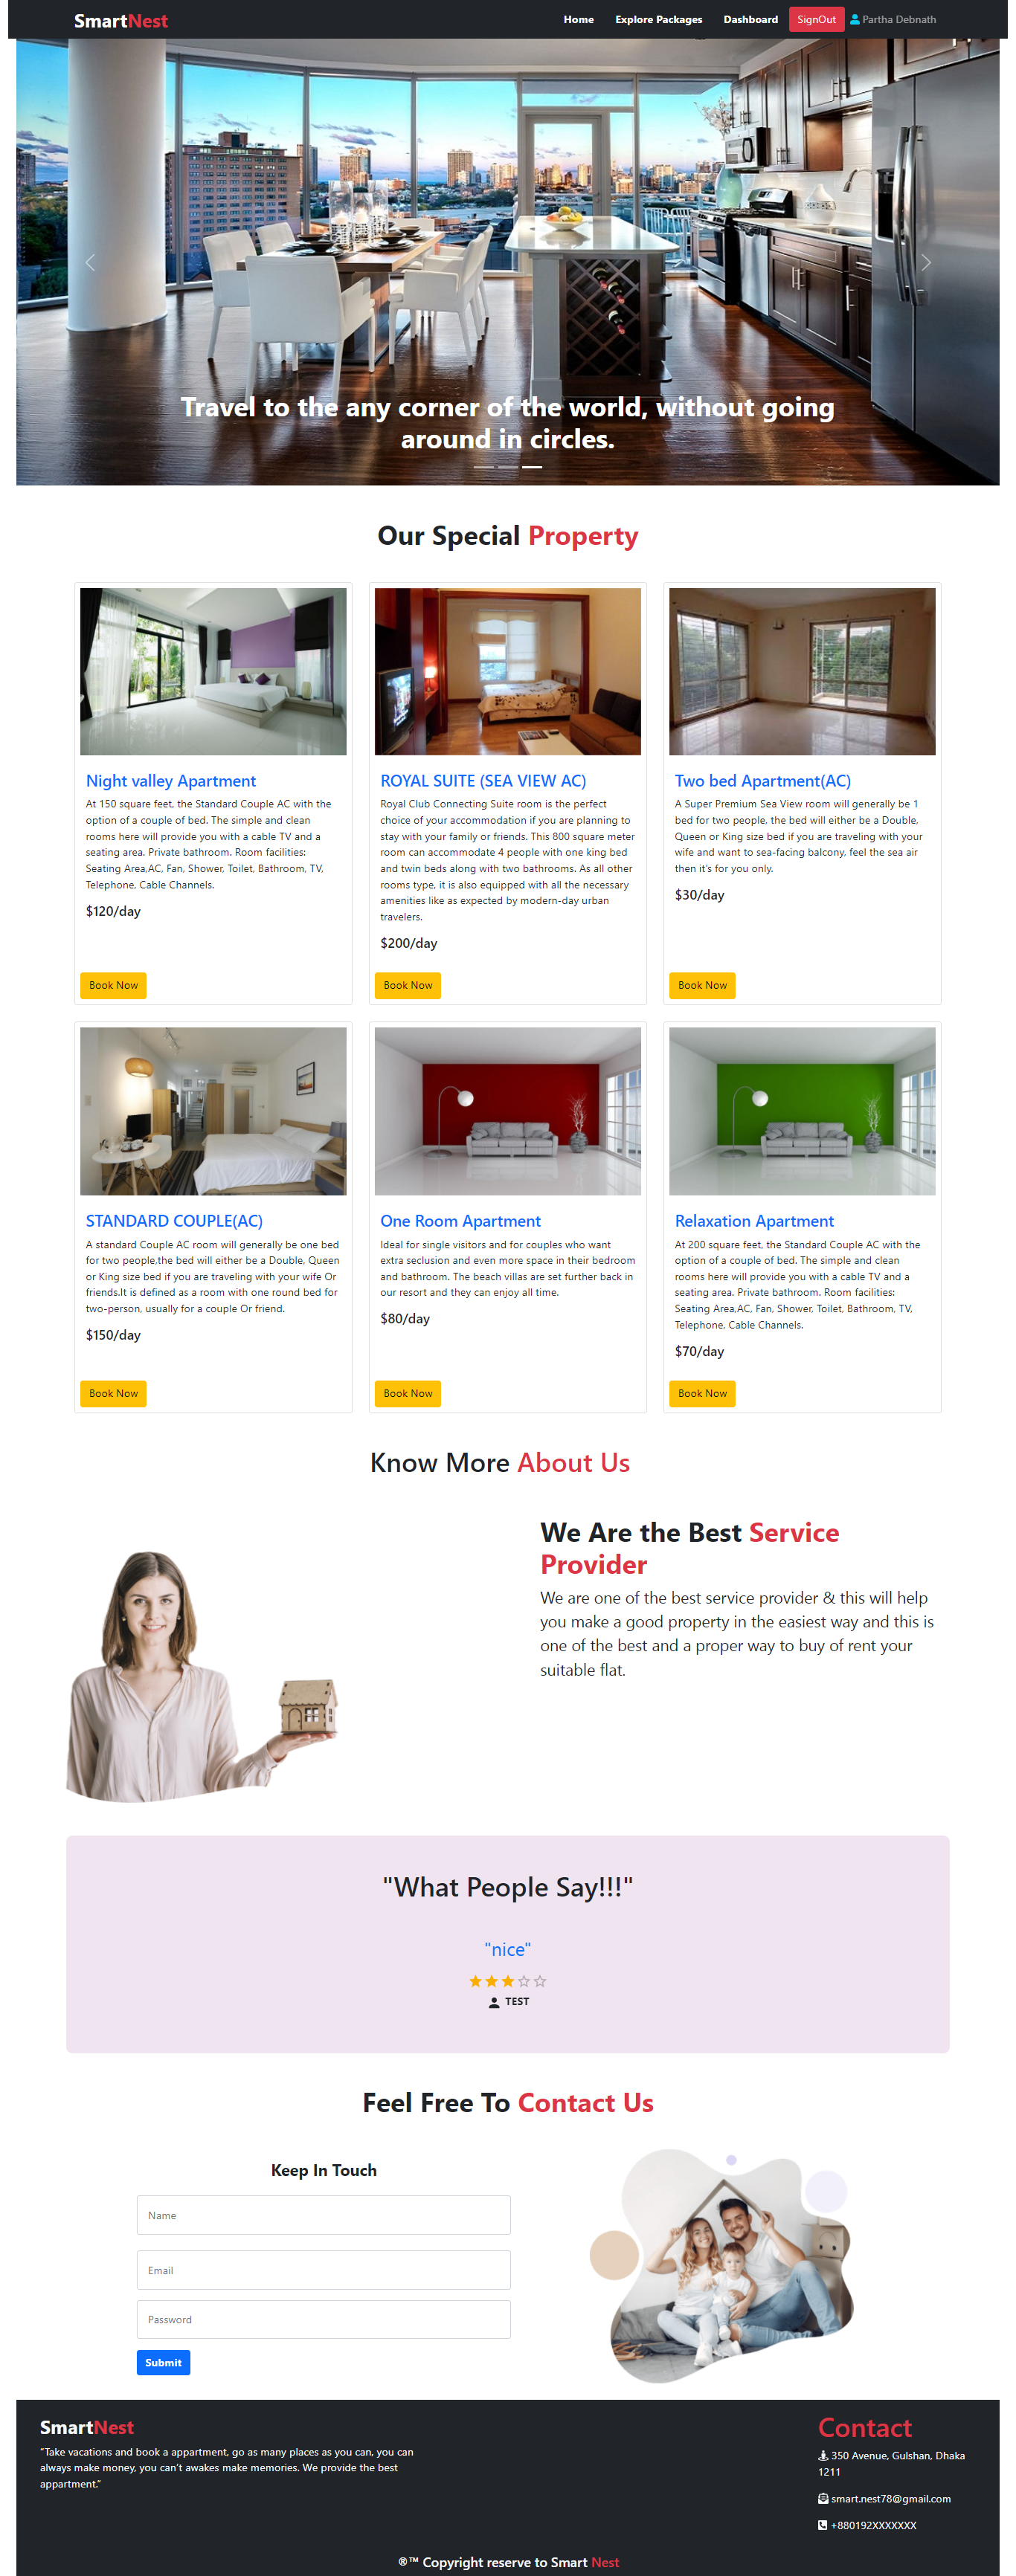 SmartNest
Home Explore Packages Dashboard SignOut Partha Debnath
Travel to the any corner of the world, without going
around in circles.
Our Special Property
Night valley Apartment
At 150 square feet, the Standard Couple AC with the
option of a couple of bed. The simple and clean
rooms here will provide you with a cable TV and a
seating area. Private bathroom. Room facilities:
Seating Area,AC, Fan, Shower, Toilet, Bathroom, TV,
Telephone, Cable Channels.
$120/day
Book Now
ROYAL SUITE (SEA VIEW AC)
Royal Club Connecting Suite room is the perfect
choice of your accommodation if you are planning to
stay with your family or friends. This 800 square meter
room can accommodate 4 people with one king bed
and twin beds along with two bathrooms. As all other
rooms type, it is also equipped with all the necessary
amenities like as expected by modern-day urban
travelers.
$200/day
Book Now
Two bed Apartment(AC)
A Super Premium Sea View room will generally be 1
bed for two people, the bed will either be a Double,
Queen or King size bed if you are traveling with your
wife and want to sea-facing balcony, feel the sea air
then it's for you only.
$30/day
Book Now
STANDARD COUPLE(AC)
A standard Couple AC room will generally be one bed
for two people,the bed will either be a Double, Queen
or King size bed if you are traveling with your wife Or
friends.It is defined as a room with one round bed for
two-person, usually for a couple Or friend.
$150/day
Book Now
One Room Apartment
Ideal for single visitors and for couples who want
extra seclusion and even more space in their bedroom
and bathroom. The beach villas are set further back in
our resort and they can enjoy all time.
$80/day
Book Now
Relaxation Apartment
At 200 square feet, the Standard Couple AC with the
option of a couple of bed. The simple and clean
rooms here will provide you with a cable TV and a
seating area. Private bathroom. Room facilities:
Seating Area,AC, Fan, Shower, Toilet, Bathroom, TV,
Telephone, Cable Channels.
$70/day
Book Now
Know More About Us
We Are the Best Service
Provider
We are one of the best service provider & this will help
you make a good property in the easiest way and this is
one of the best and a proper way to buy of rent your
suitable flat.
"What People Say!!!"
"nice"
TEST
Feel Free To Contact Us
Keep In Touch
Name
Email
Password
Submit
SmartNest
"Take vacations and book a appartment, go as many places as you can, you can
always make money, you can't awakes make memories. We provide the best
appartment."
Contact
350 Avenue, Gulshan, Dhaka
1211
smart.nest78@gmail.com
+880192XXXXXXX
®™ Copyright reserve to Smart Nest